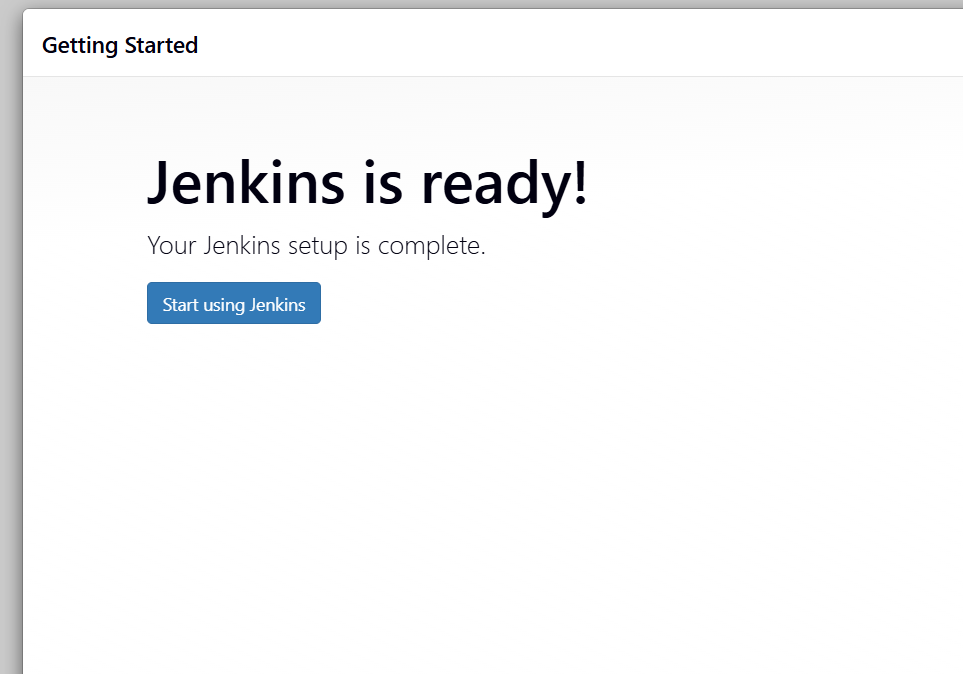 Getting Started
Jenkins is ready!
Your Jenkins setup is complete.
Start using Jenkins